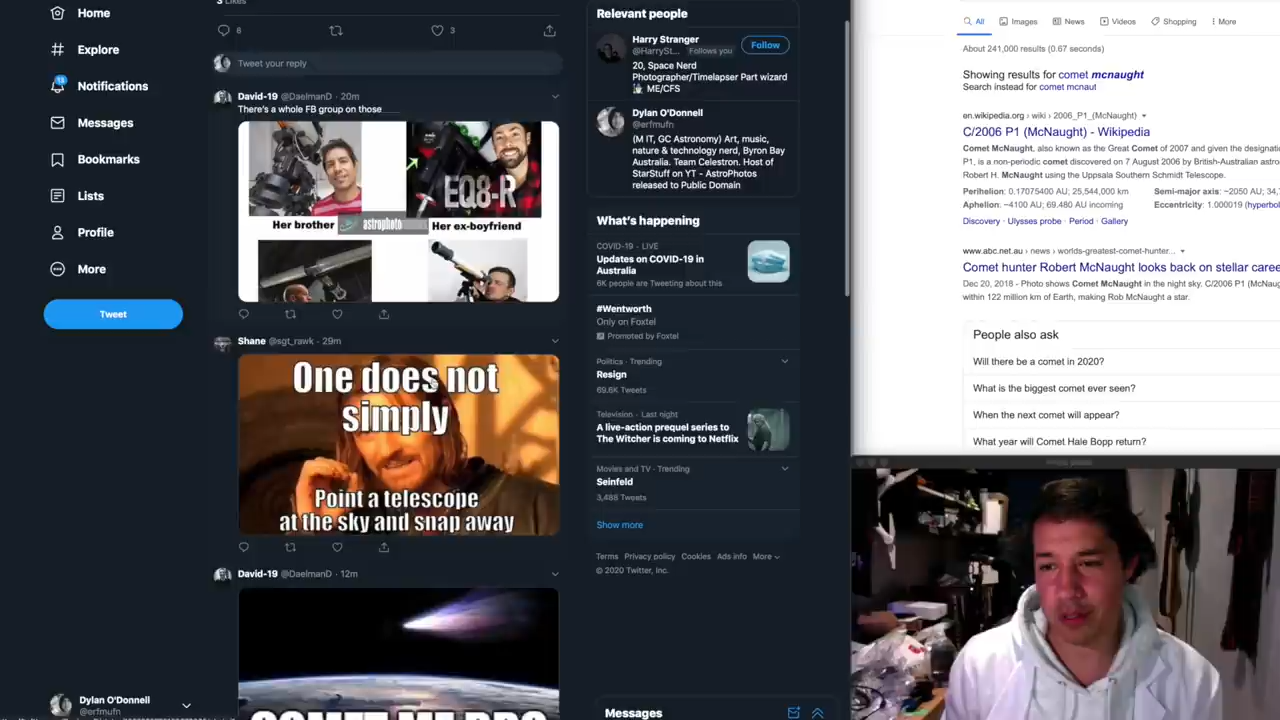 Home
Explore
13
Notifications
Messages
Bookmarks
Lists
Profile
More
Tweet
Dylan O'Donnell
@erfmufn
3 Likes
8
3
Tweet your reply
David-19 @DaelmanD · 20m
There's a whole FB group on those
EQ8-R
Her brother
astrophoto
Her ex-boyfriend
Shane @sgt_rawk · 29m
One does not
simply
Point a telescope
at the sky and snap away
David-19 @DaelmanD · 12m
COMET ME BRO
Relevant people
Harry Stranger
@HarrySt... Follows you
Follow
20, Space Nerd
Photographer/Timelapser Part wizard
ME/CFS
Dylan O'Donnell
@erfmufn
(M IT, GC Astronomy) Art, music,
nature & technology nerd, Byron Bay
Australia. Team Celestron. Host of
StarStuff on YT - AstroPhotos
released to Public Domain
What's happening
COVID-19 · LIVE
Updates on COVID-19 in
Australia
6K people are Tweeting about this
#Wentworth
Only on Foxtel
Promoted by Foxtel
Politics · Trending
Resign
69.6K Tweets
Television · Last night
A live-action prequel series to
The Witcher is coming to Netflix
Movies and TV · Trending
Seinfeld
3,488 Tweets
Show more
Terms Privacy policy Cookies Ads info More
© 2020 Twitter, Inc.
Messages
All Images News Videos Shopping More
About 241,000 results (0.67 seconds)
Showing results for comet mcnaught
Search instead for comet mcnaut
en.wikipedia.org › wiki › 2006_P1_(McNaught)
C/2006 P1 (McNaught) - Wikipedia
Comet McNaught, also known as the Great Comet of 2007 and given the designati
P1, is a non-periodic comet discovered on 7 August 2006 by British-Australian astro
Robert H. McNaught using the Uppsala Southern Schmidt Telescope.
Perihelion: 0.17075400 AU; 25,544,000 km Semi-major axis: ~2050 AU; 34,7
Aphelion: ~4100 AU; 69.480 AU incoming Eccentricity: 1.000019 (hyperbol
Discovery · Ulysses probe · Period · Gallery
www.abc.net.au › news › worlds-greatest-comet-hunter...
Comet hunter Robert McNaught looks back on stellar caree
Dec 20, 2018 - Photo shows Comet McNaught in the night sky. C/2006 P1 (McNa
within 122 million km of Earth, making Rob McNaught a star.
People also ask
Will there be a comet in 2020?
What is the biggest comet ever seen?
When the next comet will appear?
What year will Comet Hale Bopp return?